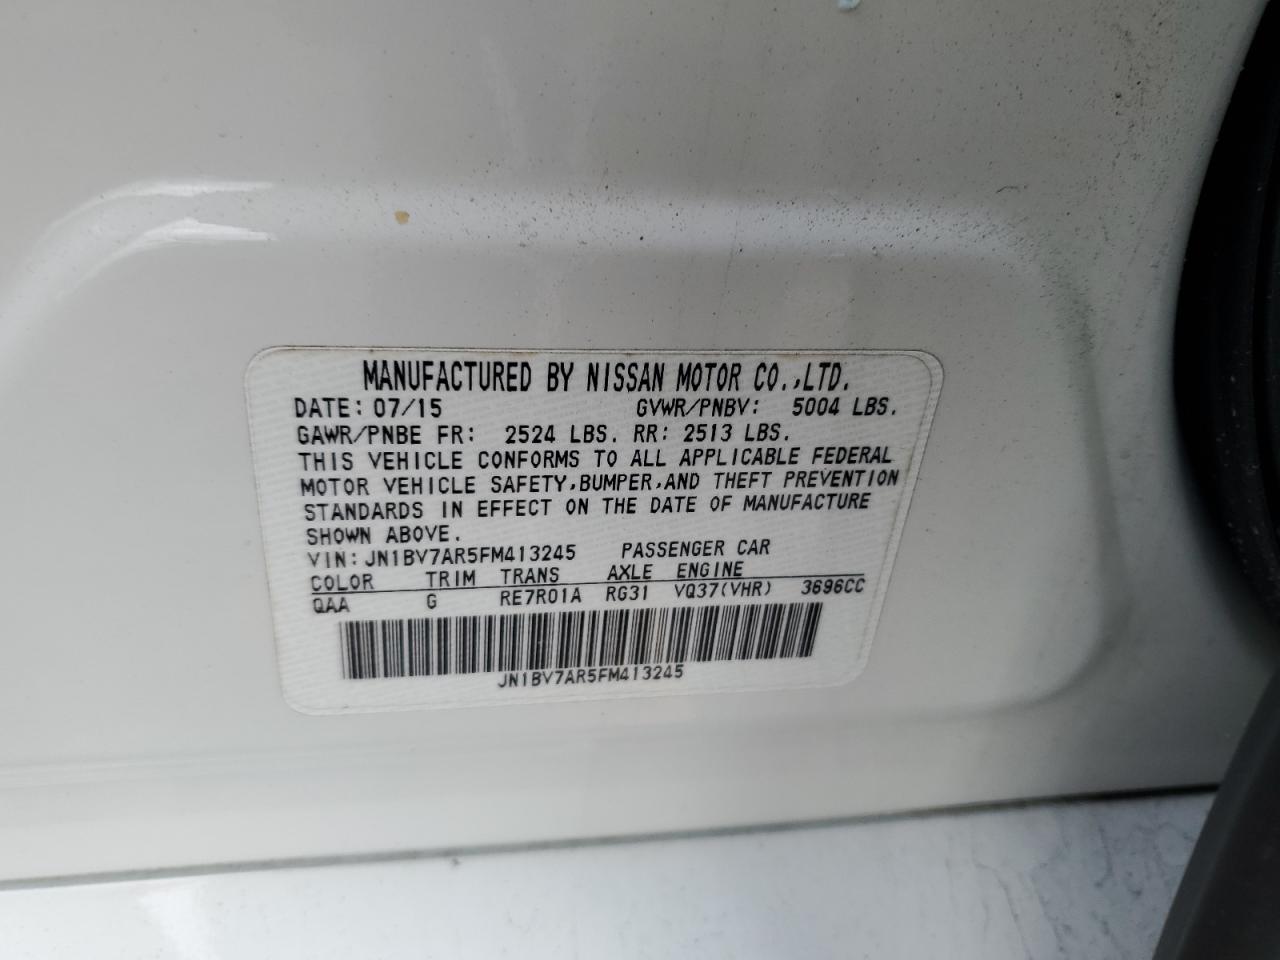 MANUFACTURED BY NISSAN MOTOR CO.,LTD.
DATE: 07/15 GVWR/PNBV: 5004 LBS.
GAWR/PNBE FR: 2524 LBS. RR: 2513 LBS.
THIS VEHICLE CONFORMS TO ALL APPLICABLE FEDERAL
MOTOR VEHICLE SAFETY,BUMPER,AND THEFT PREVENTION
STANDARDS IN EFFECT ON THE DATE OF MANUFACTURE
SHOWN ABOVE.
VIN: JN1BV7AR5FM413245 PASSENGER CAR
COLOR TRIM TRANS AXLE ENGINE
QAA G RE7R01A RG31 VQ37(VHR) 3696CC
JN1BV7AR5FM413245